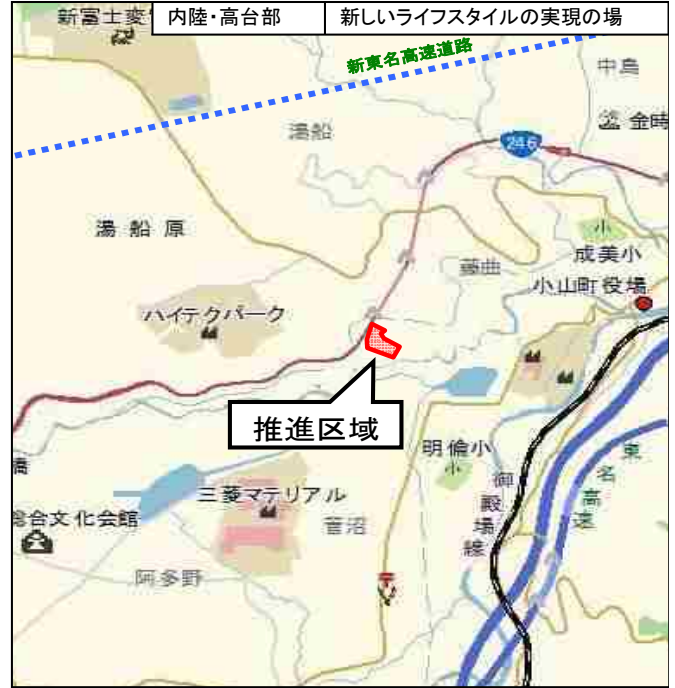 新富士変
内陸・高台部
新しいライフスタイルの実現の場
新東名高速道路
中島
湯船
金時
246
湯船原
小
成美小
藤曲
小山町役場
ハイテクパーク
推進区域
明倫小
小
東名高速
御殿場線
三菱マテリアル
菅沼
総合文化会館
阿多野